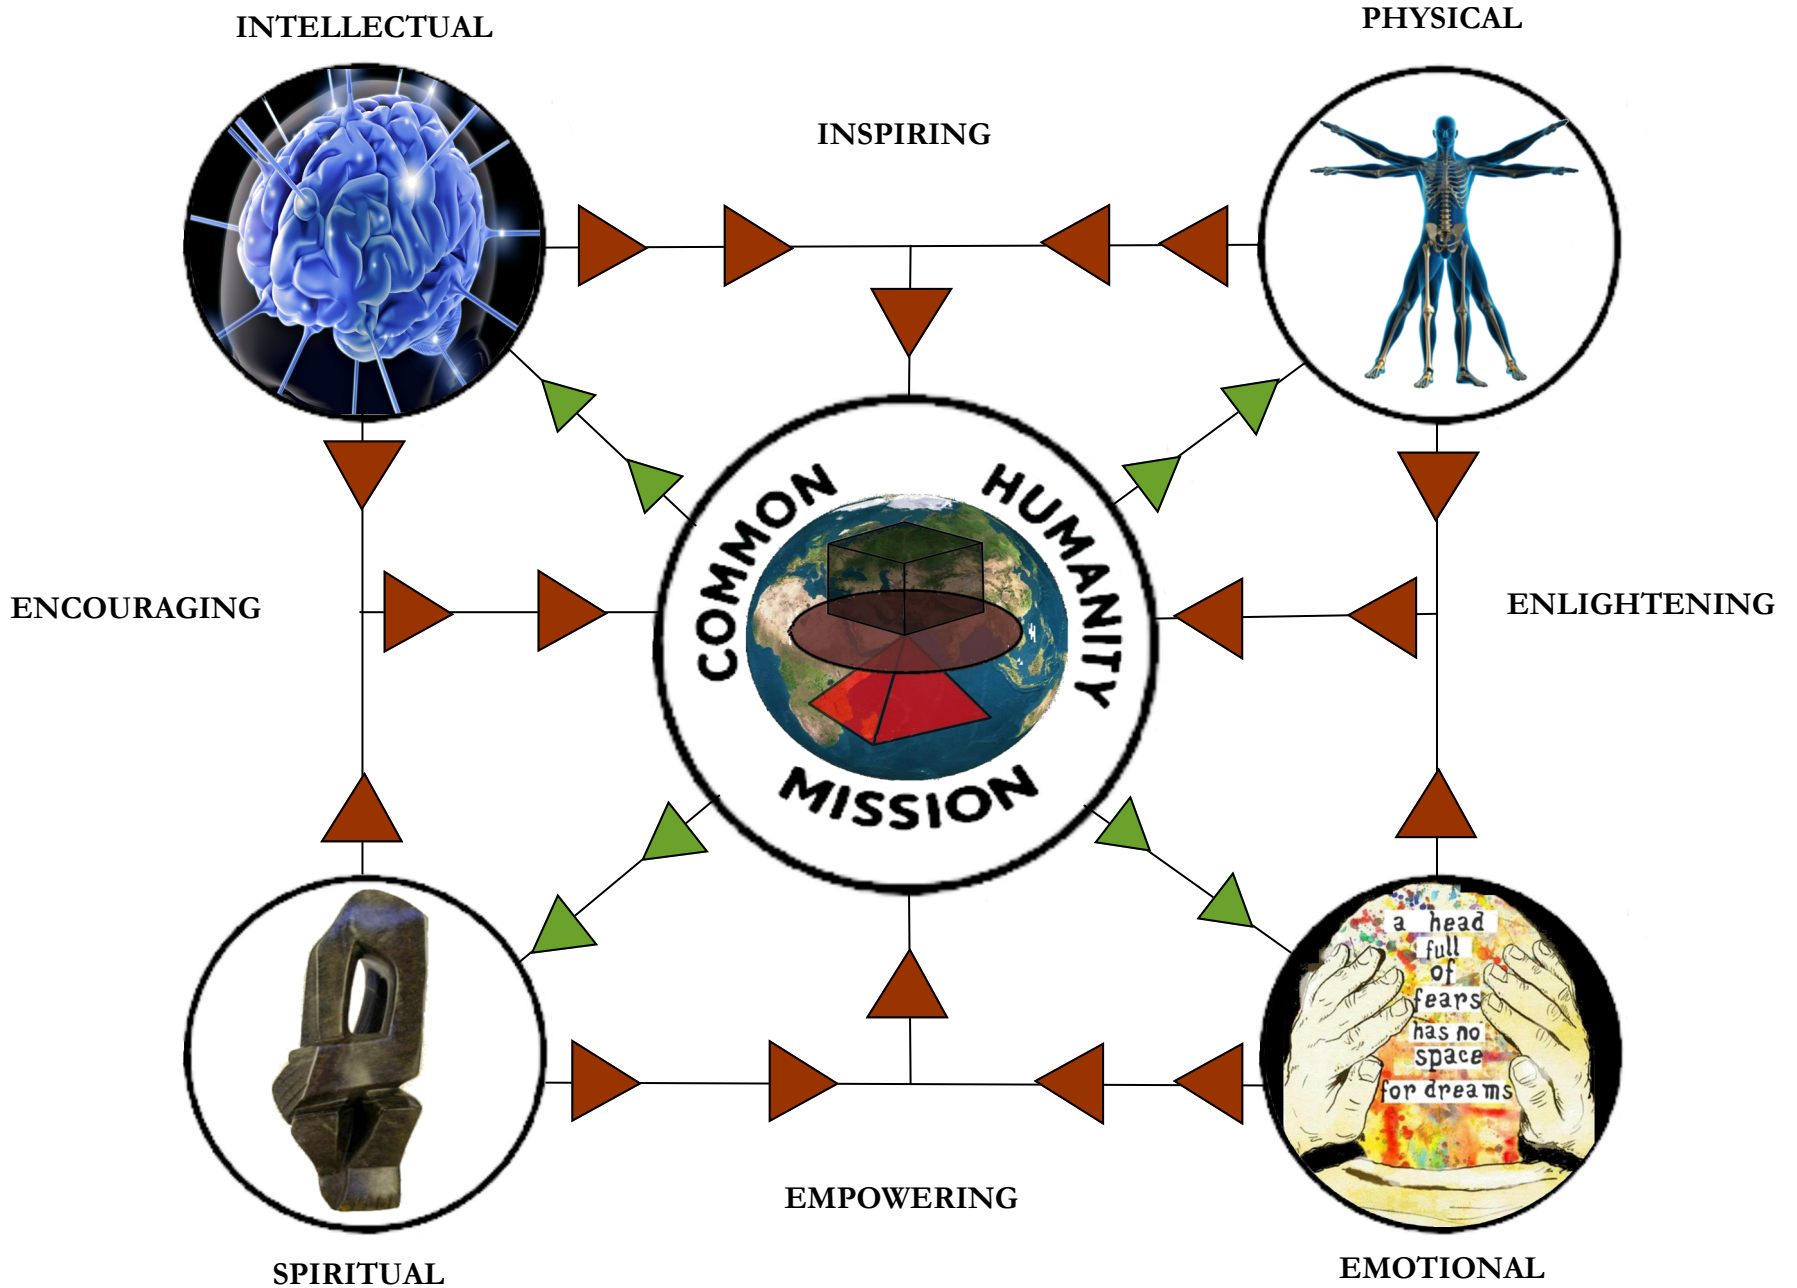 INTELLECTUAL
PHYSICAL
INSPIRING
COMMON
HUMANITY
MISSION
ENCOURAGING
ENLIGHTENING
a head
full
of
fears
has no
space
for dreams
EMPOWERING
SPIRITUAL
EMOTIONAL